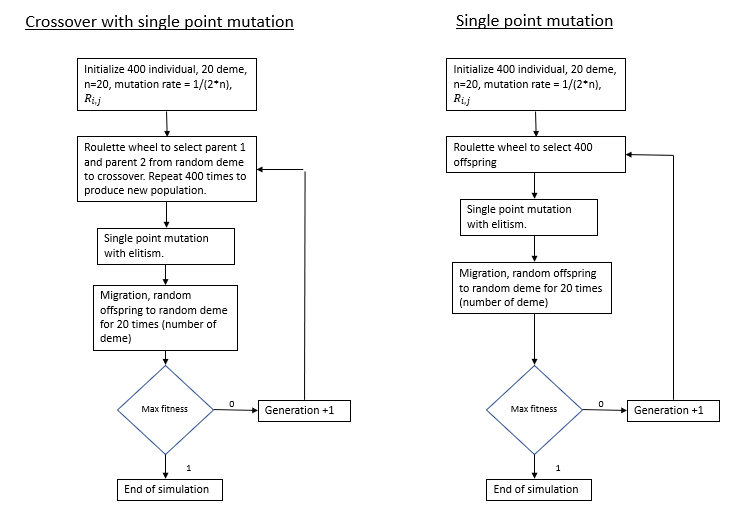 Crossover with single point mutation
Initialize 400 individual, 20 deme,
n=20, mutation rate = 1/(2*n),
Ri,j
Roulette wheel to select parent 1
and parent 2 from random deme
to crossover. Repeat 400 times to
produce new population.
Single point mutation
with elitism.
Migration, random
offspring to random deme
for 20 times (number of
deme)
Max fitness
0
Generation +1
1
End of simulation
Single point mutation
Initialize 400 individual, 20 deme,
n=20, mutation rate = 1/(2*n),
Ri,j
Roulette wheel to select 400
offspring
Single point mutation
with elitism.
Migration, random offspring
to random deme for 20 times
(number of deme)
Max fitness
0
Generation +1
1
End of simulation